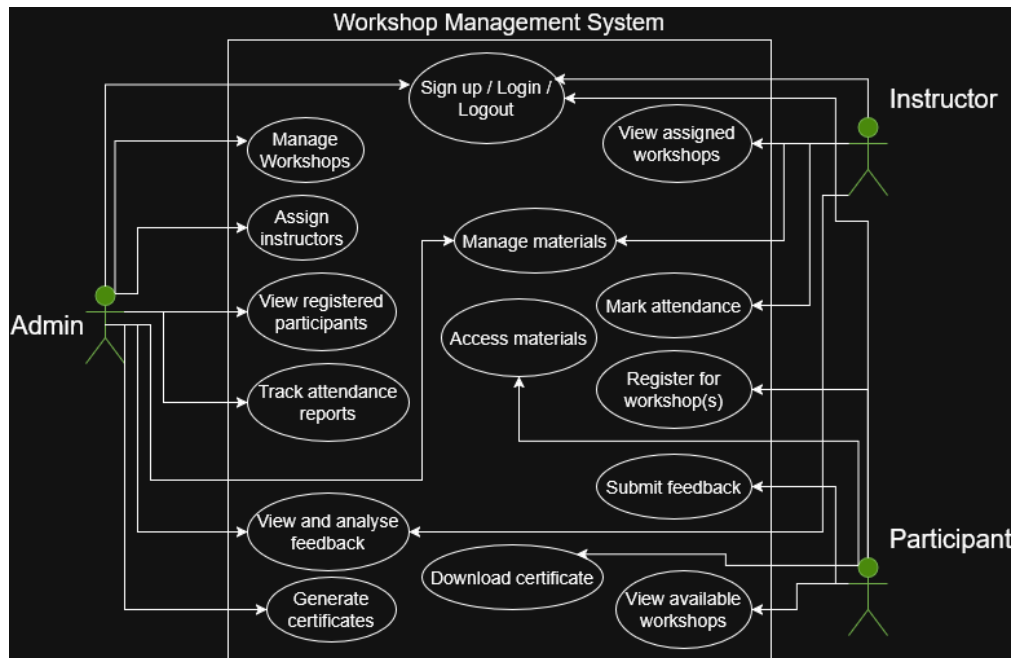 Workshop Management System
Sign up / Login /
Logout
Instructor
Manage
Workshops
View assigned
workshops
Assign
instructors
Manage materials
View registered
participants
Mark attendance
Admin
Access materials
Track attendance
reports
Register for
workshop(s)
Submit feedback
View and analyse
feedback
Participant
Download certificate
Generate
certificates
View available
workshops